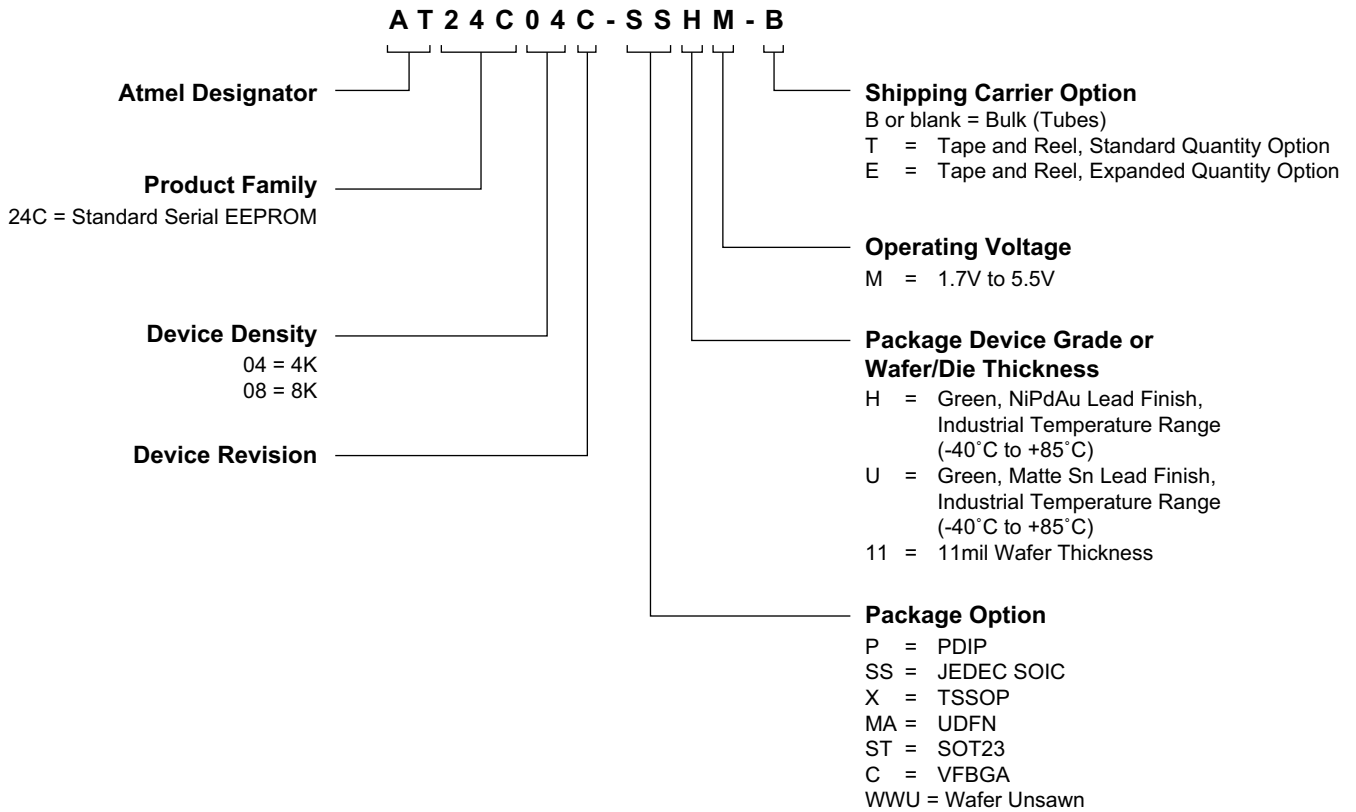 AT24C04C-SSHM-B
Atmel Designator
Product Family
24C = Standard Serial EEPROM
Device Density
04 = 4K
08 = 8K
Device Revision
Shipping Carrier Option
B or blank = Bulk (Tubes)
T = Tape and Reel, Standard Quantity Option
E = Tape and Reel, Expanded Quantity Option
Operating Voltage
M = 1.7V to 5.5V
Package Device Grade or
Wafer/Die Thickness
H = Green, NiPdAu Lead Finish,
Industrial Temperature Range
(-40˚C to +85˚C)
U = Green, Matte Sn Lead Finish,
Industrial Temperature Range
(-40˚C to +85˚C)
11 = 11mil Wafer Thickness
Package Option
P = PDIP
SS = JEDEC SOIC
X = TSSOP
MA = UDFN
ST = SOT23
C = VFBGA
WWU = Wafer Unsawn